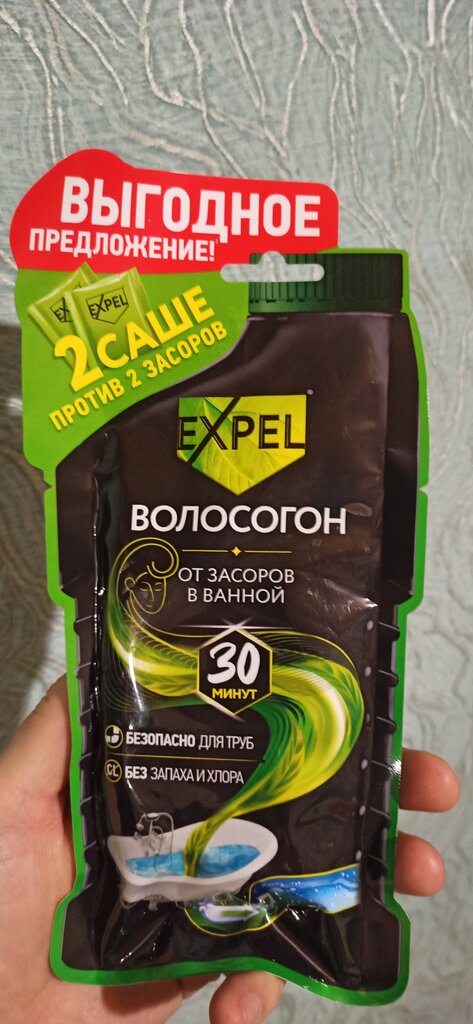 ВЫГОДНОЕ
ПРЕДЛОЖЕНИЕ!
EXPEL
2 САШЕ
ПРОТИВ 2 ЗАСОРОВ
EXPEL
ВОЛОСОГОН
ОТ ЗАСОРОВ
В ВАННОЙ
30
МИНУТ
БЕЗОПАСНО ДЛЯ ТРУБ
CL БЕЗ ЗАПАХА И ХЛОРА